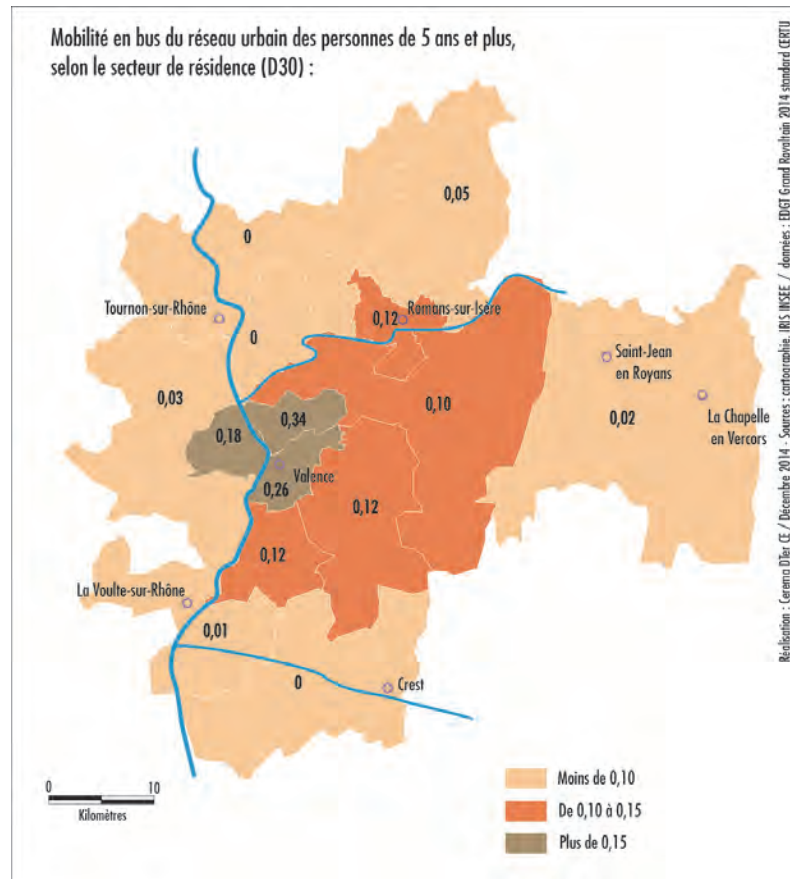 Mobilité en bus du réseau urbain des personnes de 5 ans et plus,
selon le secteur de résidence (D30) :
0,05
0
Tournon-sur-Rhône
0,12
Romans-sur-Isère
0
Saint-Jean
en Royans
0,03
0,10
0,02
La Chapelle
en Vercors
0,34
0,18
Valence
0,26
0,12
0,12
La Voulte-sur-Rhône
0,01
0
Crest
0
10
Kilomètres
Moins de 0,10
De 0,10 à 0,15
Plus de 0,15
Réalisation : Cerema DTer CE / Décembre 2014 - Sources : cartographie, IRIS INSEE / données : EDGT Grand Rovaltain 2014 standard CERTU